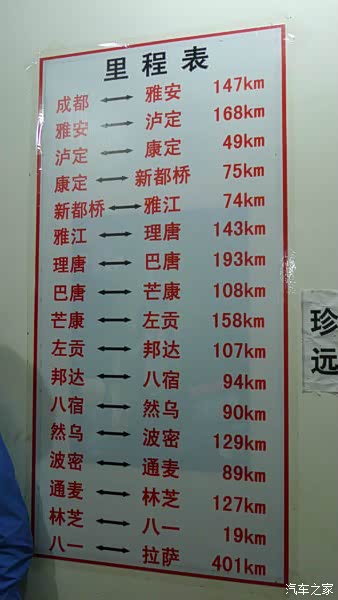 里程表
成都 ↔ 雅安 147km
雅安 ↔ 泸定 168km
泸定 ↔ 康定 49km
康定 ↔ 新都桥 75km
新都桥 ↔ 雅江 74km
雅江 ↔ 理唐 143km
理唐 ↔ 巴唐 193km
巴唐 ↔ 芒康 108km
芒康 ↔ 左贡 158km
左贡 ↔ 邦达 107km
邦达 ↔ 八宿 94km
八宿 ↔ 然乌 90km
然乌 ↔ 波密 129km
波密 ↔ 通麦 89km
通麦 ↔ 林芝 127km
林芝 ↔ 八一 19km
八一 ↔ 拉萨 401km
珍
远
汽车之家